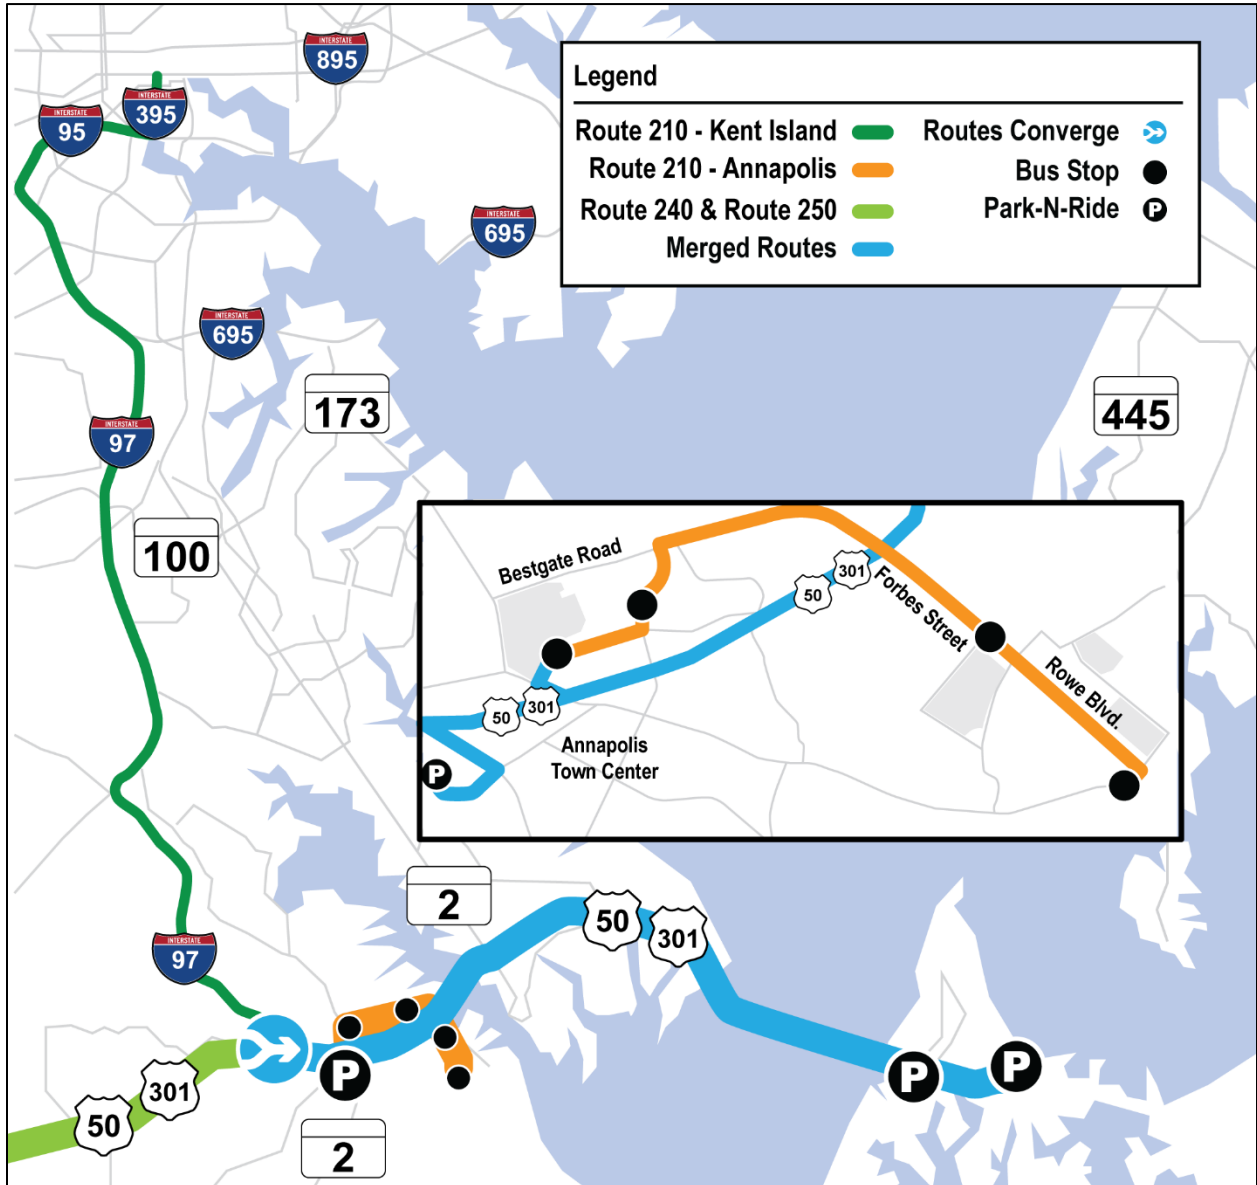 INTERSTATE
895
INTERSTATE
395
INTERSTATE
95
Legend
Route 210 - Kent Island
Routes Converge
Route 210 - Annapolis
Bus Stop
Route 240 & Route 250
Park-N-Ride
P
Merged Routes
INTERSTATE
695
INTERSTATE
695
173
445
INTERSTATE
97
100
Bestgate Road
301
50
Forbes Street
Rowe Blvd.
50
301
Annapolis
Town Center
P
2
50
301
INTERSTATE
97
P
P
P
301
50
2